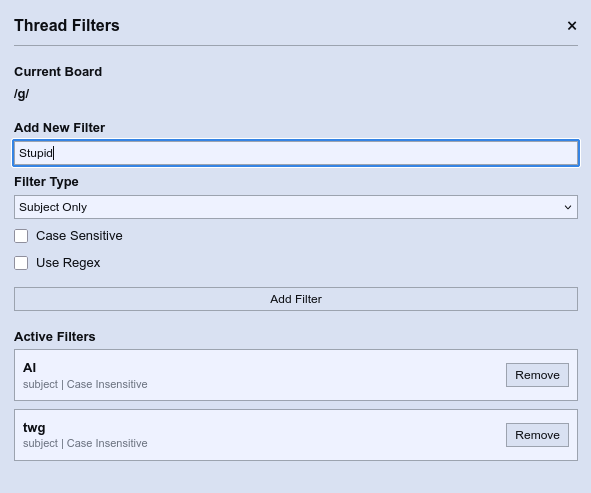 Thread Filters
×
Current Board
/g/
Add New Filter
Stupid
Filter Type
Subject Only
Case Sensitive
Use Regex
Add Filter
Active Filters
AI
subject | Case Insensitive
Remove
twg
subject | Case Insensitive
Remove